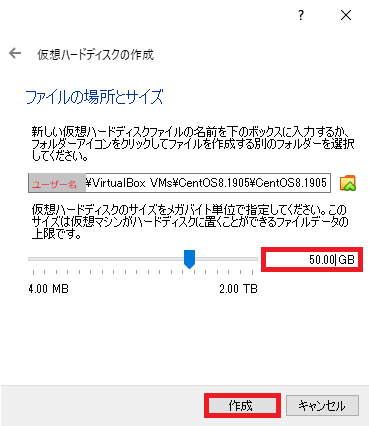 ?
仮想ハードディスクの作成
ファイルの場所とサイズ
新しい仮想ハードディスクファイルの名前を下のボックスに入力するか、
フォルダーアイコンをクリックしてファイルを作成する別のフォルダーを選択
してください。
ユーザー名 ¥VirtualBox VMs¥CentOS8.1905¥CentOS8.1905
仮想ハードディスクのサイズをメガバイト単位で指定してください。この
サイズは仮想マシンがハードディスクに置くことができるファイルデータの
上限です。
50.00 GB
4.00 MB 2.00 TB
作成 キャンセル